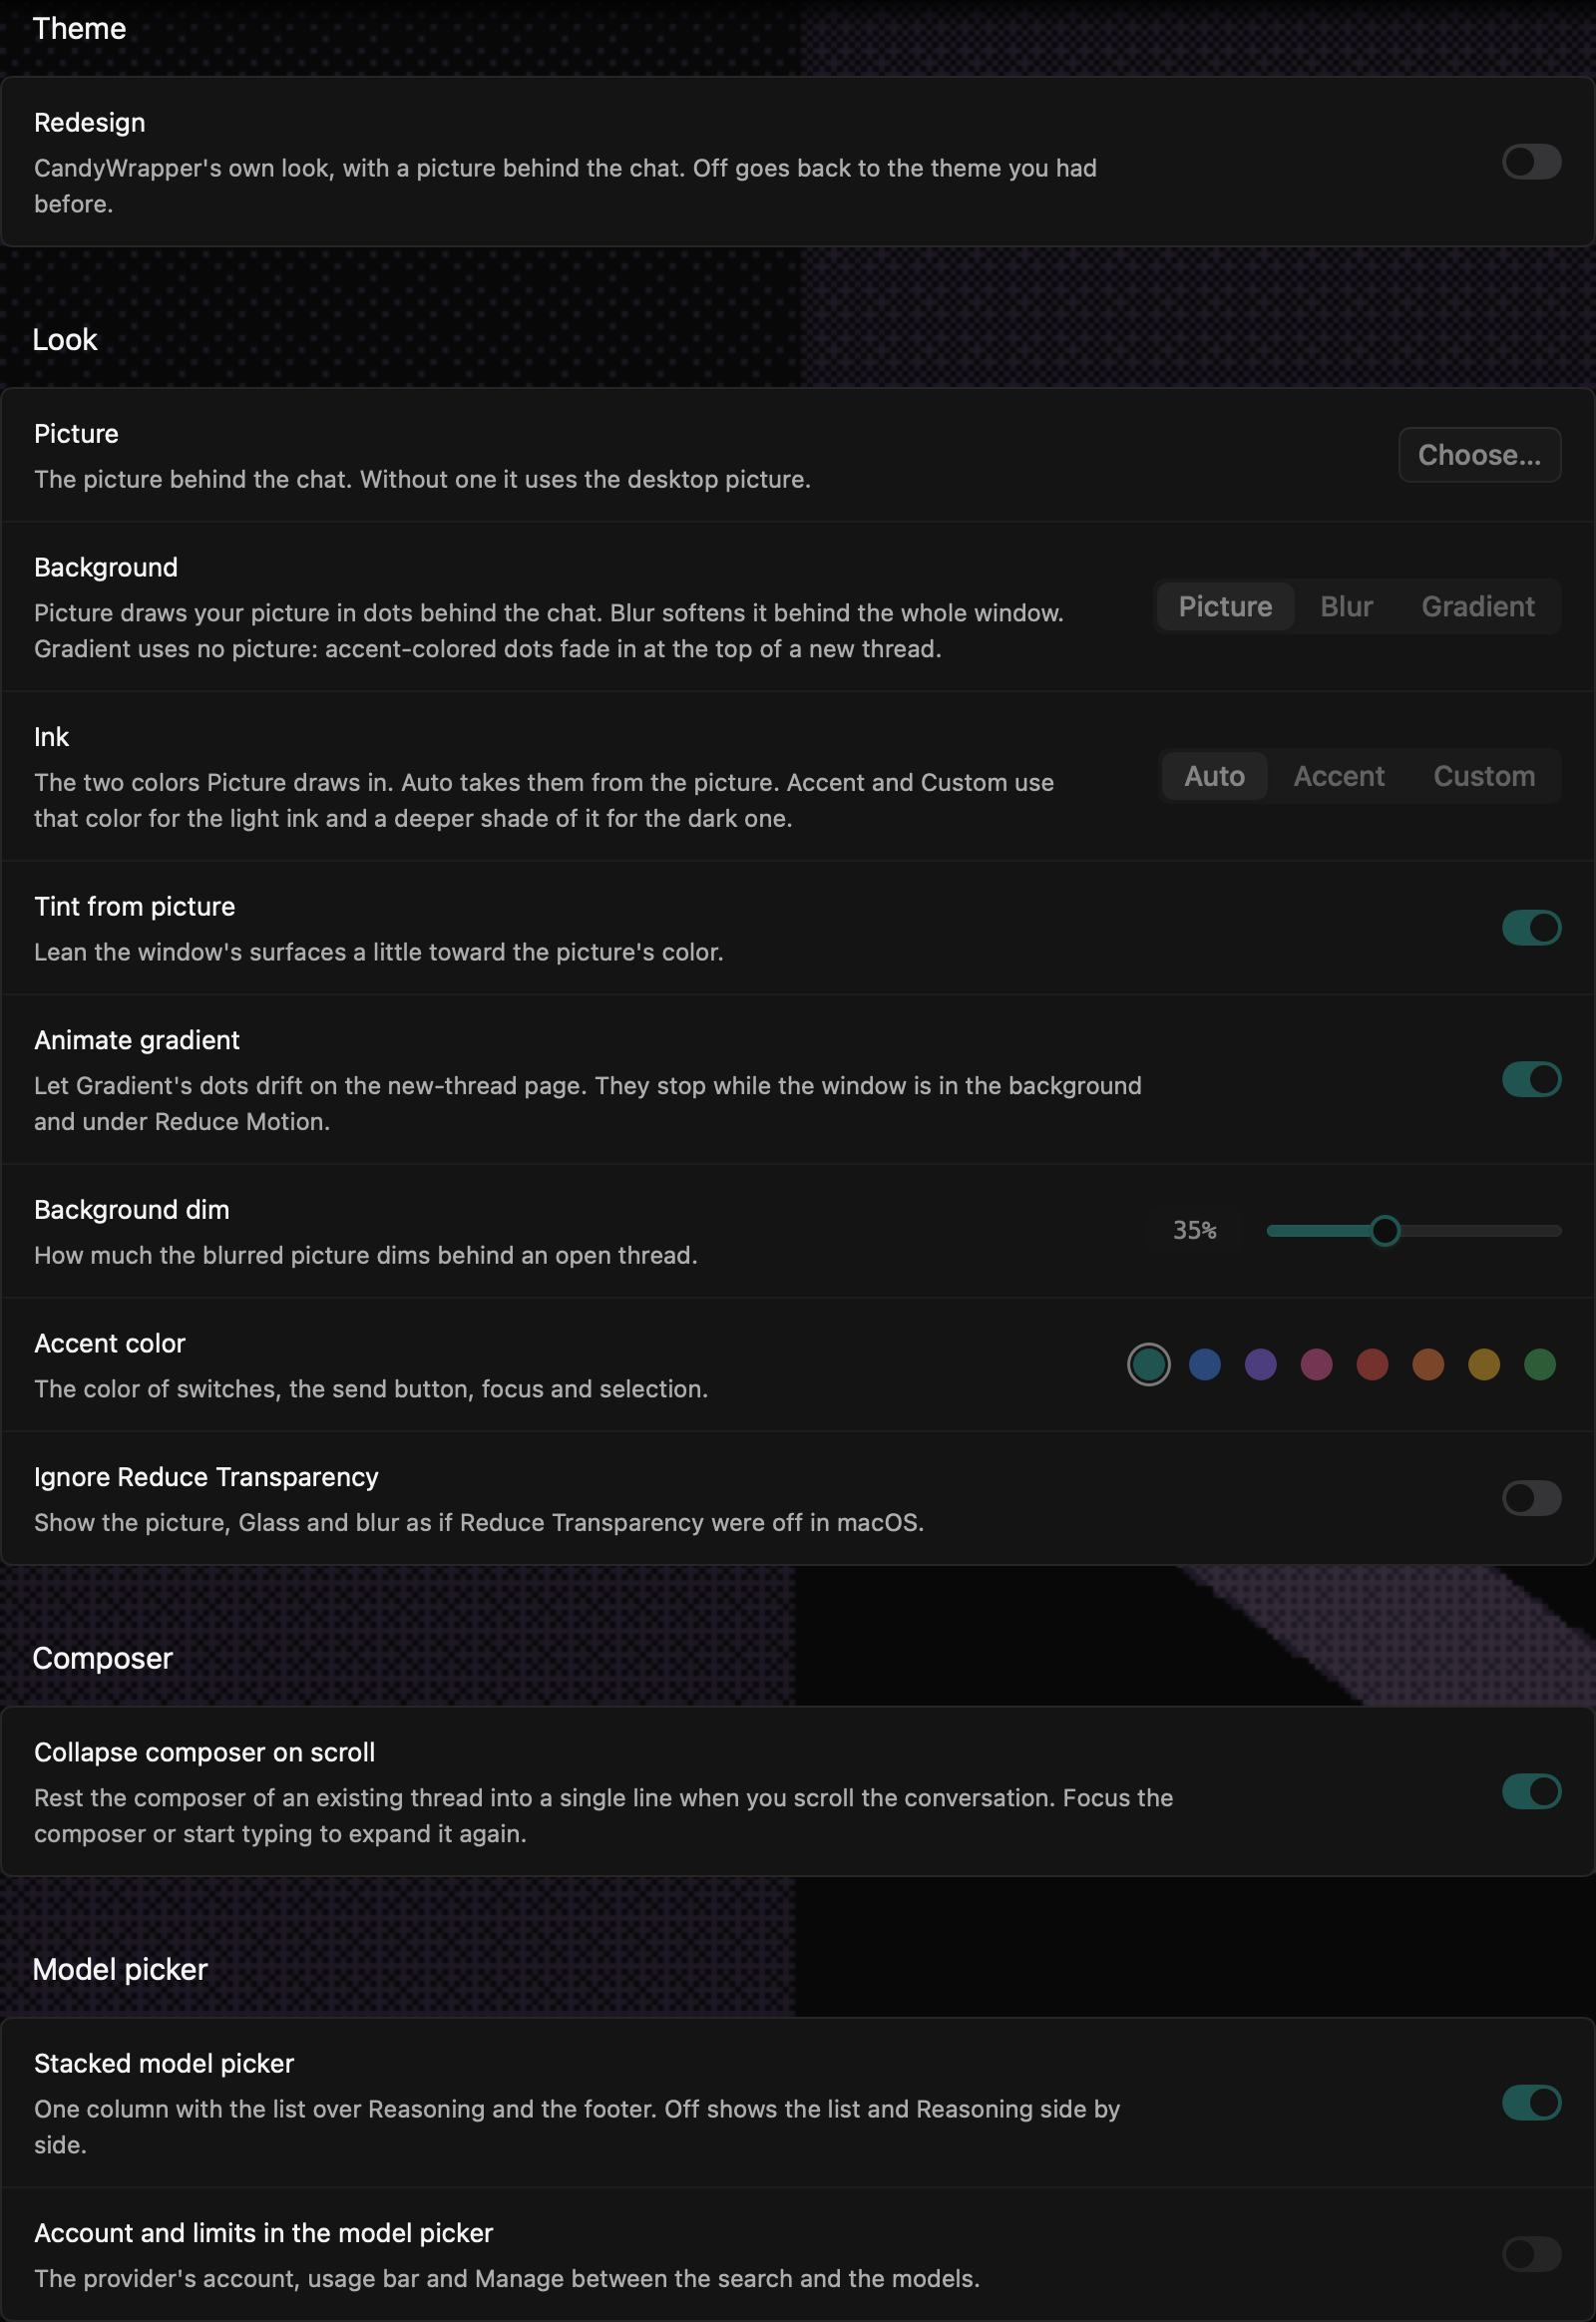 Theme
Redesign
CandyWrapper's own look, with a picture behind the chat. Off goes back to the theme you had
before.
Look
Picture
The picture behind the chat. Without one it uses the desktop picture.
Choose...
Background
Picture draws your picture in dots behind the chat. Blur softens it behind the whole window.
Gradient uses no picture: accent-colored dots fade in at the top of a new thread.
Picture Blur Gradient
Ink
The two colors Picture draws in. Auto takes them from the picture. Accent and Custom use
that color for the light ink and a deeper shade of it for the dark one.
Auto Accent Custom
Tint from picture
Lean the window's surfaces a little toward the picture's color.
Animate gradient
Let Gradient's dots drift on the new-thread page. They stop while the window is in the background
and under Reduce Motion.
Background dim
How much the blurred picture dims behind an open thread.
35%
Accent color
The color of switches, the send button, focus and selection.
Ignore Reduce Transparency
Show the picture, Glass and blur as if Reduce Transparency were off in macOS.
Composer
Collapse composer on scroll
Rest the composer of an existing thread into a single line when you scroll the conversation. Focus the
composer or start typing to expand it again.
Model picker
Stacked model picker
One column with the list over Reasoning and the footer. Off shows the list and Reasoning side by
side.
Account and limits in the model picker
The provider's account, usage bar and Manage between the search and the models.